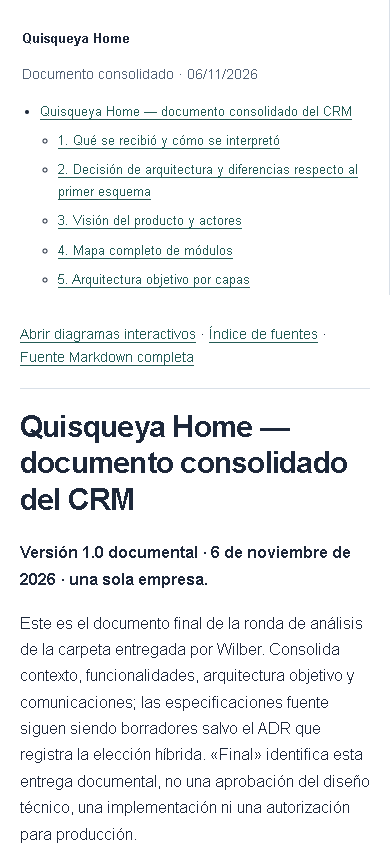 Quisqueya Home
Documento consolidado · 06/11/2026
Quisqueya Home — documento consolidado del CRM
1. Qué se recibió y cómo se interpretó
2. Decisión de arquitectura y diferencias respecto al
primer esquema
3. Visión del producto y actores
4. Mapa completo de módulos
5. Arquitectura objetivo por capas
Abrir diagramas interactivos · Índice de fuentes ·
Fuente Markdown completa
Quisqueya Home —
documento consolidado
del CRM
Versión 1.0 documental · 6 de noviembre de
2026 · una sola empresa.
Este es el documento final de la ronda de análisis
de la carpeta entregada por Wilber. Consolida
contexto, funcionalidades, arquitectura objetivo y
comunicaciones; las especificaciones fuente
siguen siendo borradores salvo el ADR que
registra la elección híbrida. «Final» identifica esta
entrega documental, no una aprobación del diseño
técnico, una implementación ni una autorización
para producción.